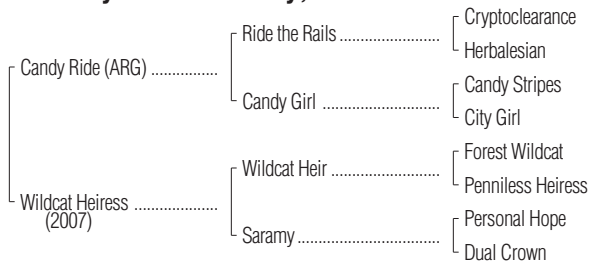 Cryptoclearance
Ride the Rails
Herbalesian
Candy Ride (ARG)
Candy Stripes
Candy Girl
City Girl
Forest Wildcat
Wildcat Heir
Penniless Heiress
Wildcat Heiress
(2007)
Personal Hope
Saramy
Dual Crown